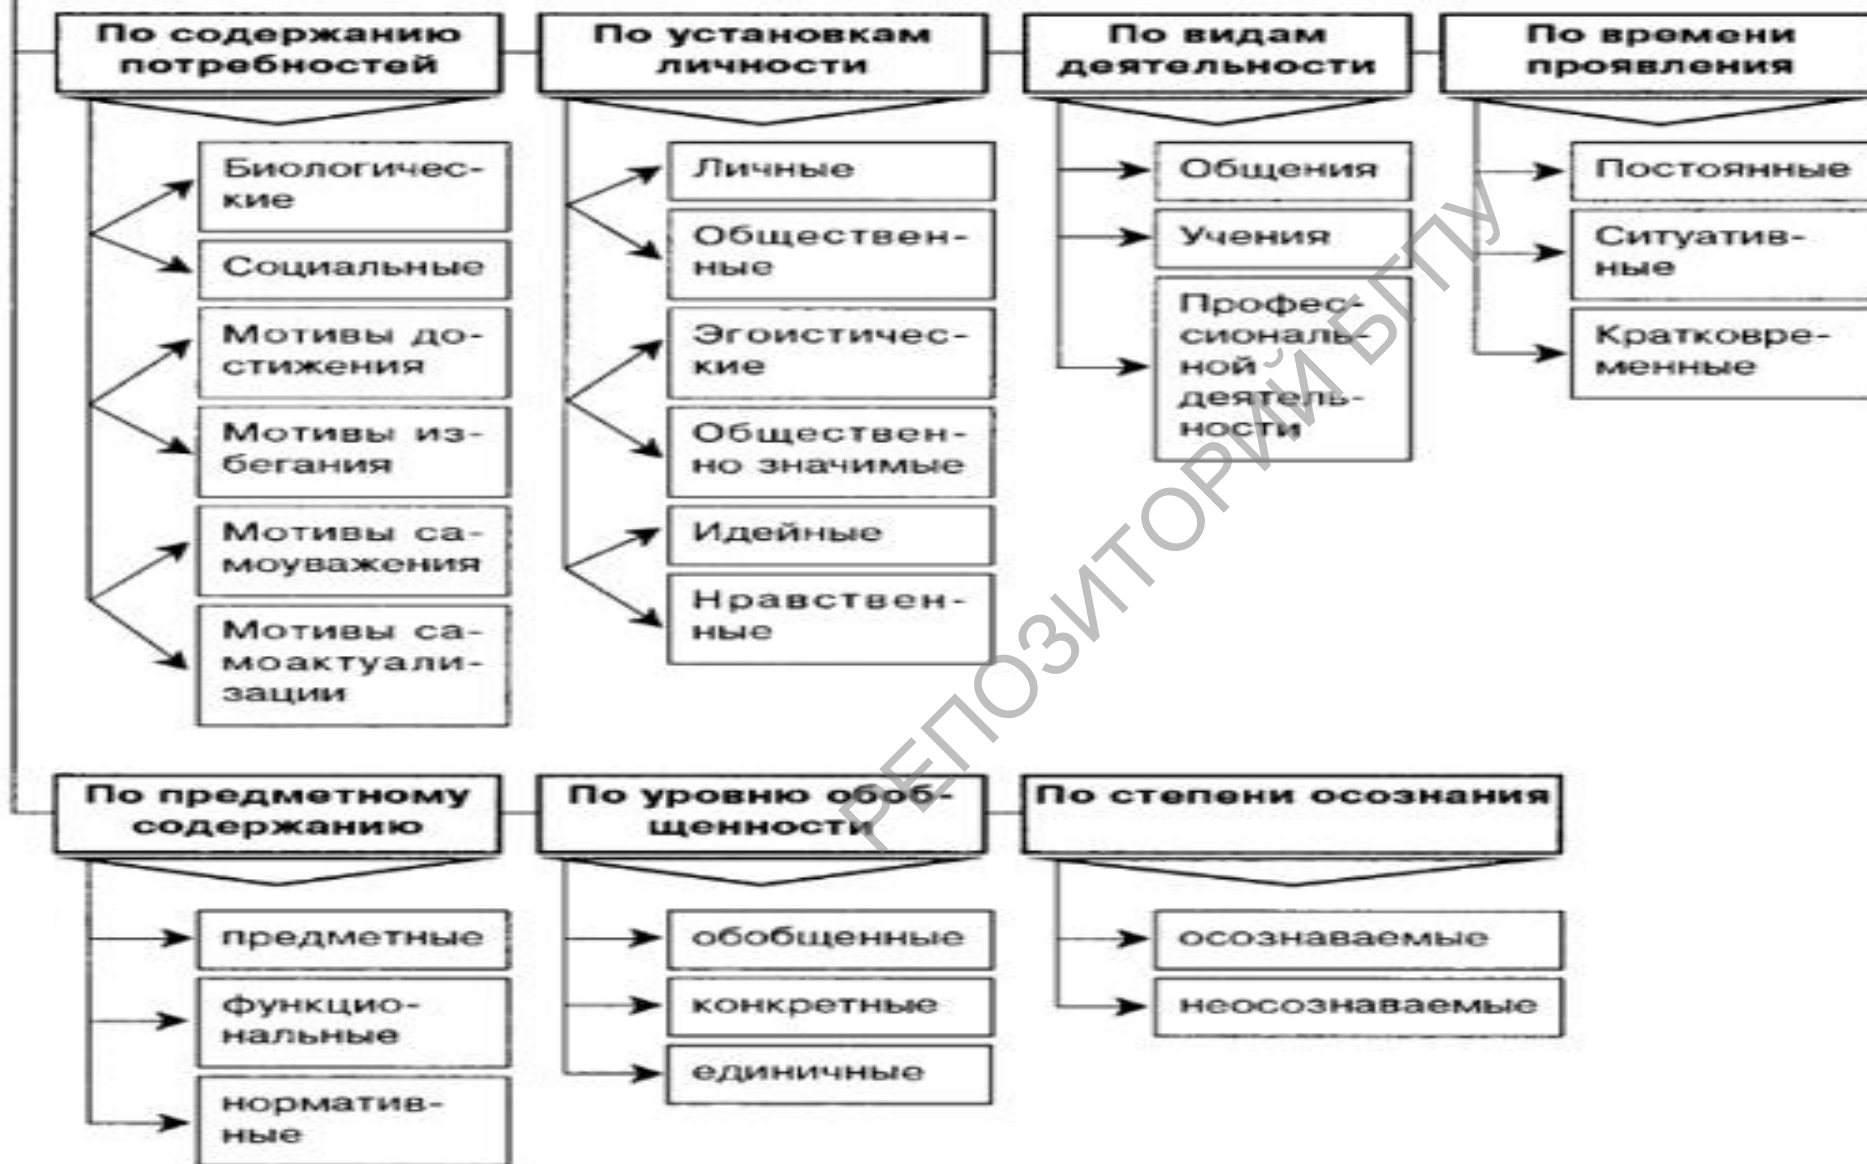 По содержанию
потребностей
Биологичес-
кие
Социальные
Мотивы до-
стижения
Мотивы из-
бегания
Мотивы са-
моуважения
Мотивы са-
моактуали-
зации
По установкам
личности
Личные
Обществен-
ные
Эгоистичес-
кие
Обществен-
но значимые
Идейные
Нравствен-
ные
По видам
деятельности
Общения
Учения
Профес-
сиональ-
ной
деятель-
ности
По времени
проявления
Постоянные
Ситуатив-
ные
Кратковре-
менные
По предметному
содержанию
предметные
функцио-
нальные
норматив-
ные
По уровню обоб-
щенности
обобщенные
конкретные
единичные
По степени осознания
осознаваемые
неосознаваемые
РЕПОЗИТОРИЙ БГПУ